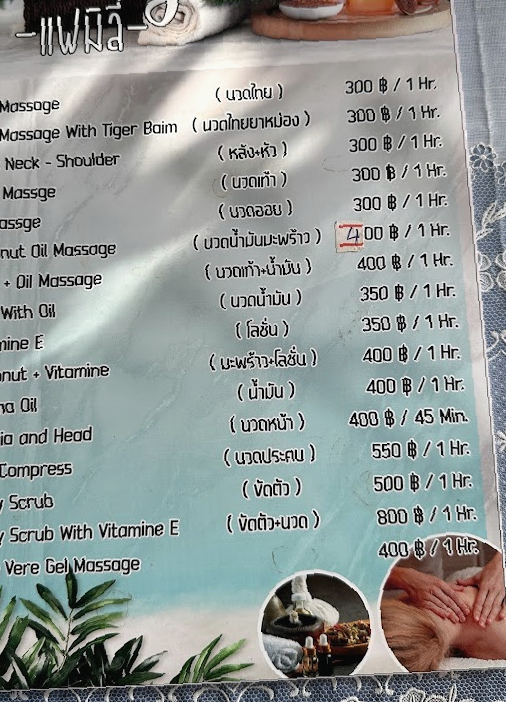 -แฟมิลี่-
Massage ( นวดไทย ) 300 ฿ / 1 Hr.
Massage With Tiger Baim ( นวดไทยยาหม่อง ) 300 ฿ / 1 Hr.
Neck - Shoulder ( หลัง+หัว ) 300 ฿ / 1 Hr.
Massge ( นวดเท้า ) 300 ฿ / 1 Hr.
assge ( นวดออย ) 300 ฿ / 1 Hr.
nut Oil Massage ( นวดน้ำมันมะพร้าว ) 400 ฿ / 1 Hr.
+ Oil Massage ( นวดเท้า+น้ำมัน ) 400 ฿ / 1 Hr.
With Oil ( นวดน้ำมัน ) 350 ฿ / 1 Hr.
mine E ( โลชั่น ) 350 ฿ / 1 Hr.
nut + Vitamine ( มะพร้าว+โลชั่น ) 400 ฿ / 1 Hr.
na Oil ( น้ำมัน ) 400 ฿ / 1 Hr.
ia and Head ( นวดหน้า ) 400 ฿ / 45 Min.
Compress ( นวดประคบ ) 550 ฿ / 1 Hr.
y Scrub ( ขัดตัว ) 500 ฿ / 1 Hr.
y Scrub With Vitamine E ( ขัดตัว+นวด ) 800 ฿ / 1 Hr.
Vere Gel Massage 400 ฿ / 1 Hr.